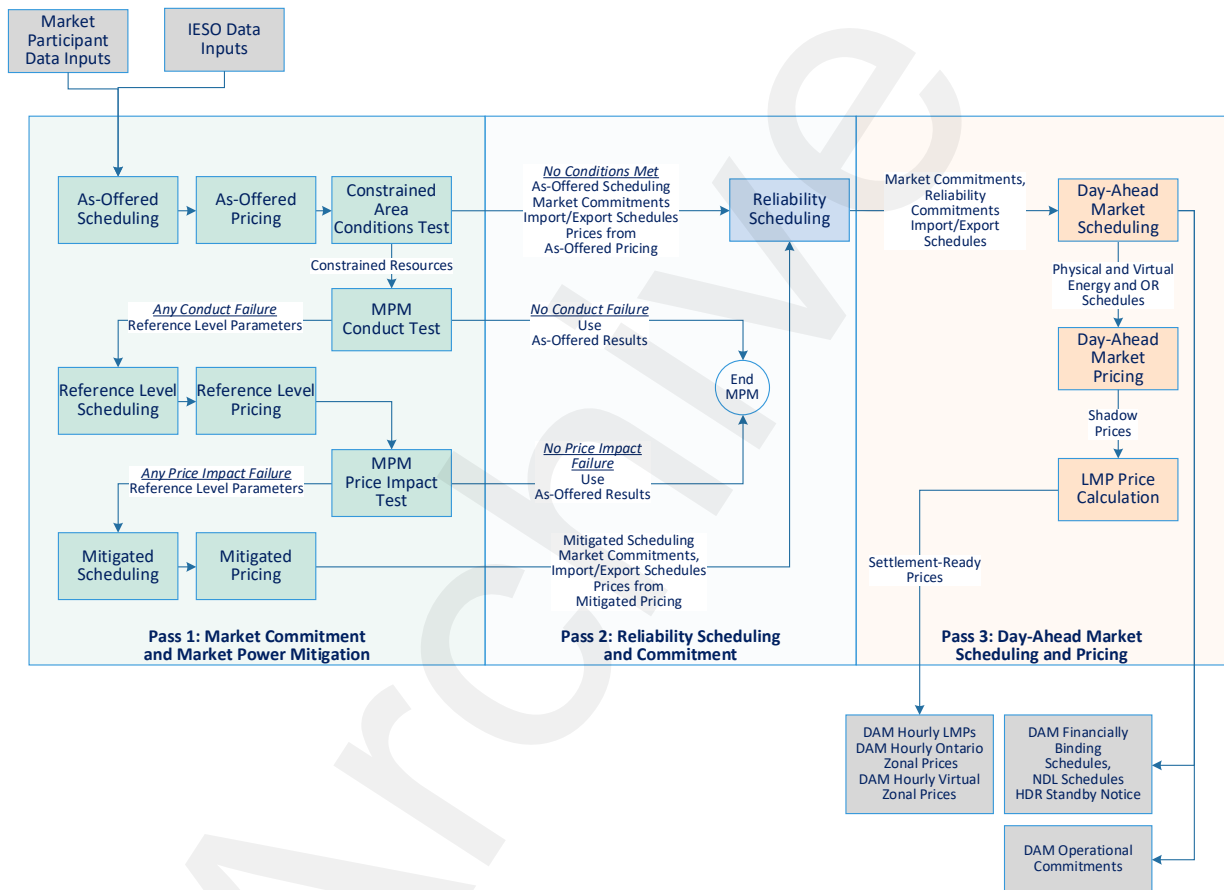 Market
Participant
Data Inputs
IESO Data
Inputs
As-Offered
Scheduling
As-Offered
Pricing
Constrained
Area
Conditions Test
No Conditions Met
As-Offered Scheduling
Market Commitments
Import/Export Schedules
Prices from
As-Offered Pricing
Reliability
Scheduling
Market Commitments,
Reliability
Commitments
Import/Export
Schedules
Day-Ahead
Market
Scheduling
Constrained Resources
Physical and Virtual
Energy and OR
Schedules
Any Conduct Failure
Reference Level Parameters
MPM
Conduct Test
No Conduct Failure
Use
As-Offered Results
Day-Ahead
Market
Pricing
Reference Level
Scheduling
Reference Level
Pricing
End
MPM
Shadow
Prices
Any Price Impact Failure
Reference Level Parameters
MPM
Price Impact
Test
No Price Impact
Failure
Use
As-Offered Results
LMP Price
Calculation
Mitigated
Scheduling
Mitigated
Pricing
Mitigated Scheduling
Market Commitments,
Import/Export Schedules
Prices from
Mitigated Pricing
Settlement-Ready
Prices
Pass 1: Market Commitment
and Market Power Mitigation
Pass 2: Reliability Scheduling
and Commitment
Pass 3: Day-Ahead Market
Scheduling and Pricing
DAM Hourly LMPs
DAM Hourly Ontario
Zonal Prices
DAM Hourly Virtual
Zonal Prices
DAM Financially
Binding
Schedules,
NDL Schedules
HDR Standby Notice
DAM Operational
Commitments
Archive